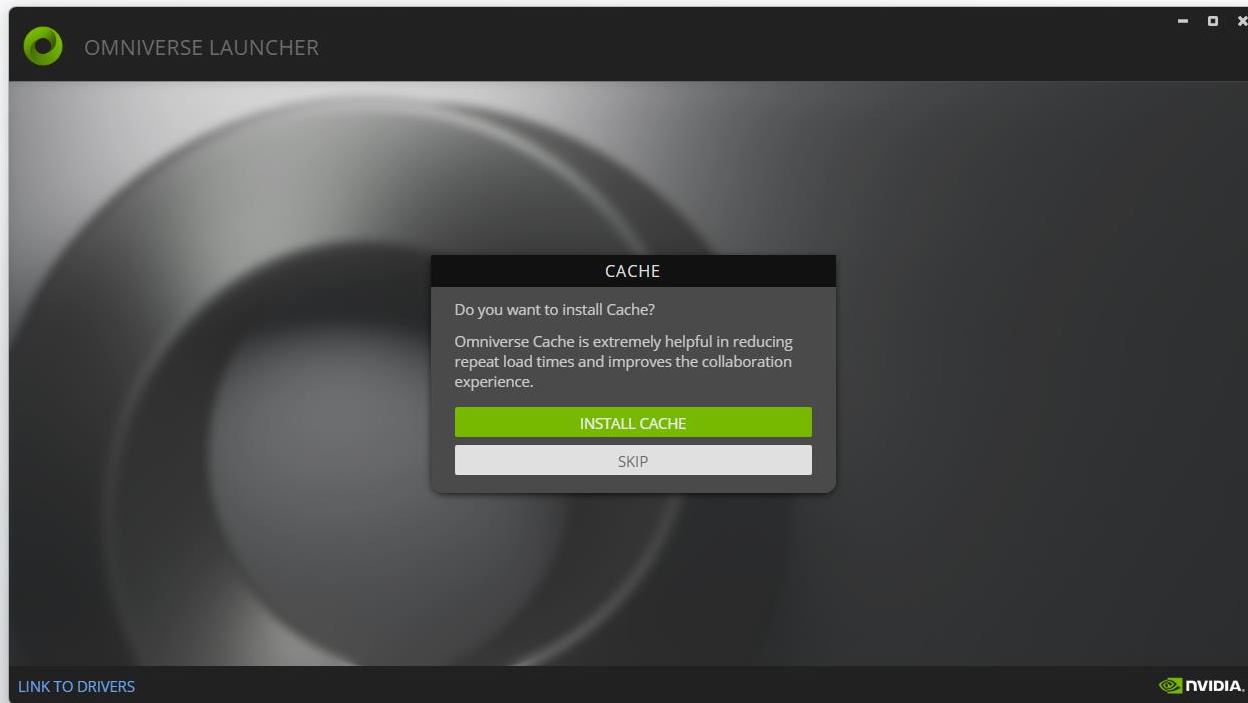 OMNIVERSE LAUNCHER
CACHE
Do you want to install Cache?
Omniverse Cache is extremely helpful in reducing
repeat load times and improves the collaboration
experience.
INSTALL CACHE
SKIP
LINK TO DRIVERS
NVIDIA.